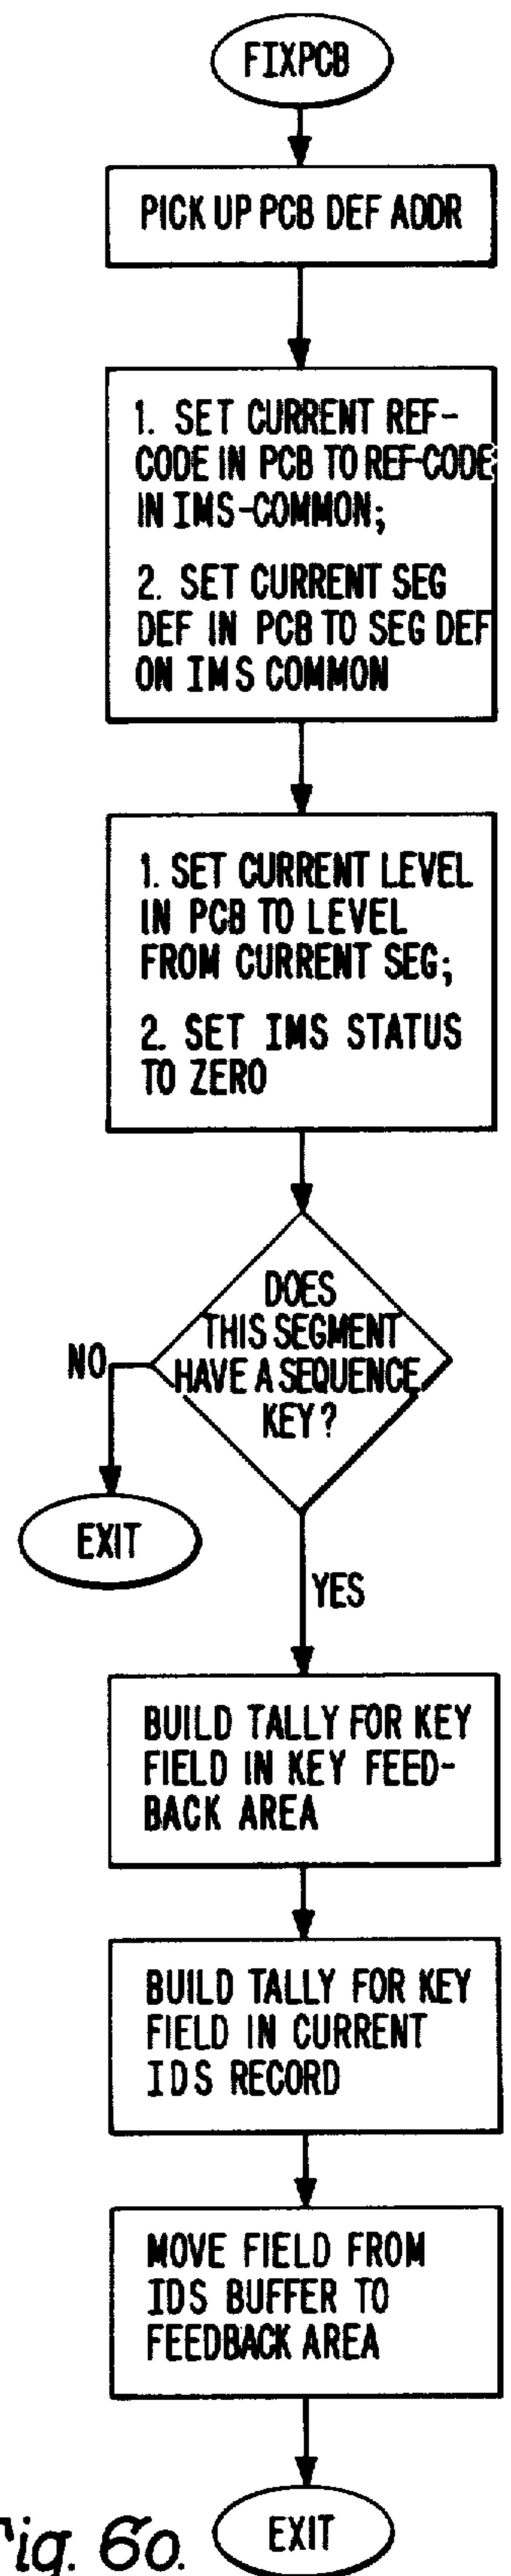 FIXPCB
PICK UP PCB DEF ADDR
1. SET CURRENT REF-
CODE IN PCB TO REF-CODE
IN IMS-COMMON;
2. SET CURRENT SEG
DEF IN PCB TO SEG DEF
ON IMS COMMON
1. SET CURRENT LEVEL
IN PCB TO LEVEL
FROM CURRENT SEG;
2. SET IMS STATUS
TO ZERO
DOES
THIS SEGMENT
HAVE A SEQUENCE
KEY?
NO
EXIT
YES
BUILD TALLY FOR KEY
FIELD IN KEY FEED-
BACK AREA
BUILD TALLY FOR KEY
FIELD IN CURRENT
IDS RECORD
MOVE FIELD FROM
IDS BUFFER TO
FEEDBACK AREA
EXIT
Fig. 6o.